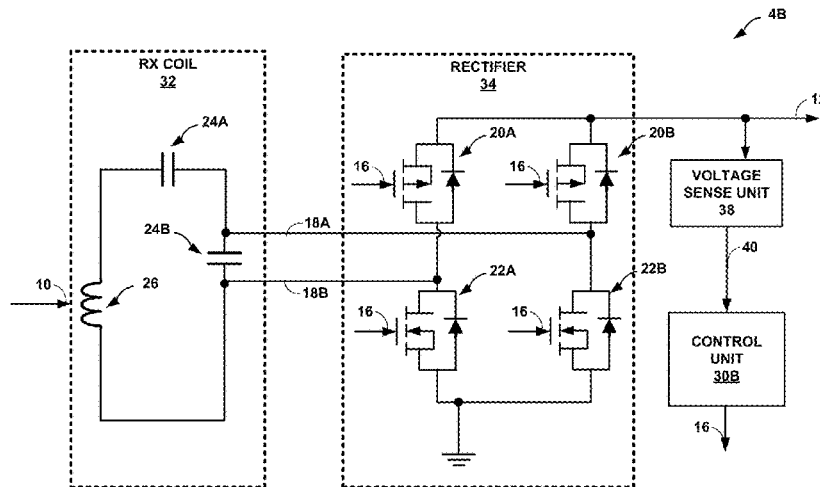 4B
RX COIL
32
RECTIFIER
34
24A
20A
20B
16
16
VOLTAGE
SENSE UNIT
38
24B
18A
40
10
26
18B
22A
22B
16
16
CONTROL
UNIT
30B
16